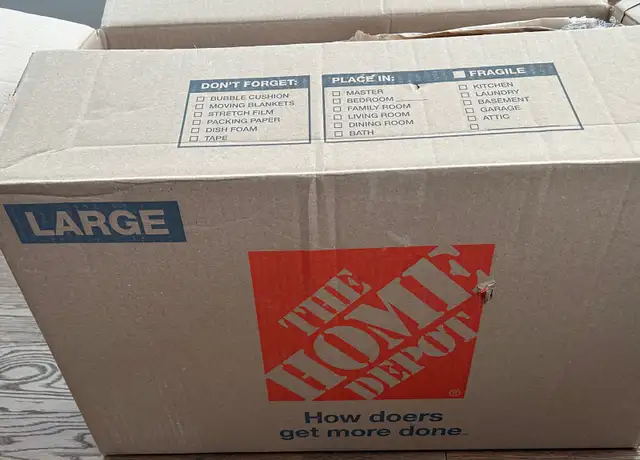 DON'T FORGET:
BUBBLE CUSHION
MOVING BLANKETS
STRETCH FILM
PACKING PAPER
DISH FOAM
TAPE
PLACE IN:
FRAGILE
MASTER
BEDROOM
FAMILY ROOM
LIVING ROOM
DINING ROOM
BATH
KITCHEN
LAUNDRY
BASEMENT
GARAGE
ATTIC
LARGE
THE
HOME
DEPOT
®
How doers
get more done.